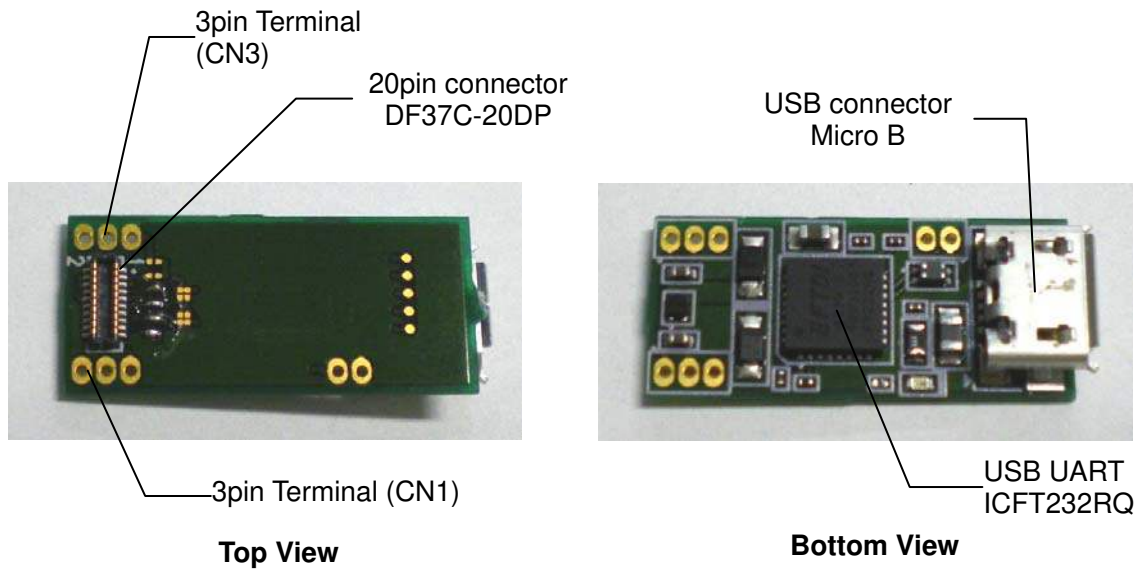 3pin Terminal
(CN3)
20pin connector
DF37C-20DP
USB connector
Micro B
3pin Terminal (CN1)
USB UART
ICFT232RQ
Top View
Bottom View